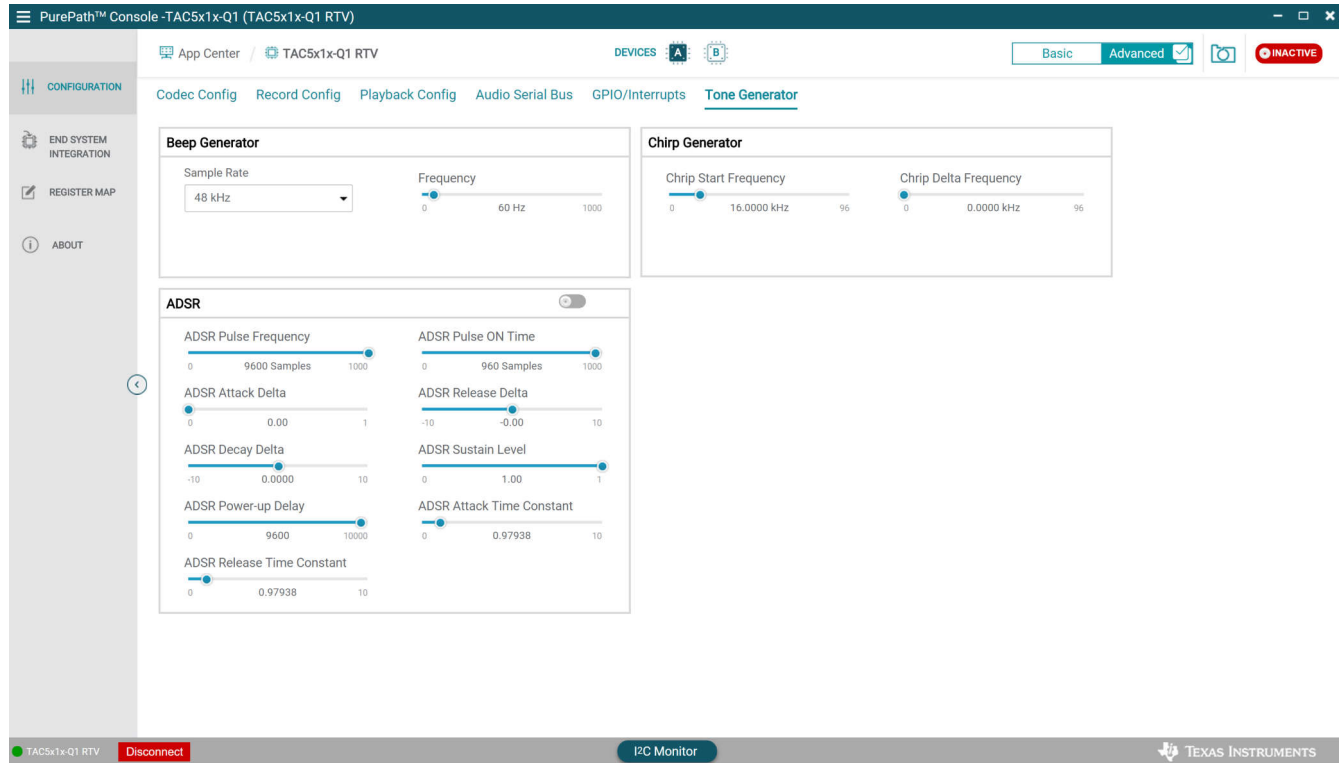 PurePath™ Console -TAC5x1x-Q1 (TAC5x1x-Q1 RTV)
App Center / TAC5x1x-Q1 RTV
DEVICES A B
Basic Advanced
INACTIVE
CONFIGURATION
END SYSTEM
INTEGRATION
REGISTER MAP
ABOUT
Codec Config Record Config Playback Config Audio Serial Bus GPIO/Interrupts Tone Generator
Beep Generator
Sample Rate
48 kHz
Frequency
0 60 Hz 1000
Chirp Generator
Chrip Start Frequency
0 16.0000 kHz 96
Chrip Delta Frequency
0 0.0000 kHz 96
ADSR
ADSR Pulse Frequency
0 9600 Samples 1000
ADSR Pulse ON Time
0 960 Samples 1000
ADSR Attack Delta
0 0.00 1
ADSR Release Delta
-10 -0.00 10
ADSR Decay Delta
-10 0.0000 10
ADSR Sustain Level
0 1.00 1
ADSR Power-up Delay
0 9600 10000
ADSR Attack Time Constant
0 0.97938 10
ADSR Release Time Constant
0 0.97938 10
TAC5x1x-Q1 RTV
Disconnect
I²C Monitor
TEXAS INSTRUMENTS